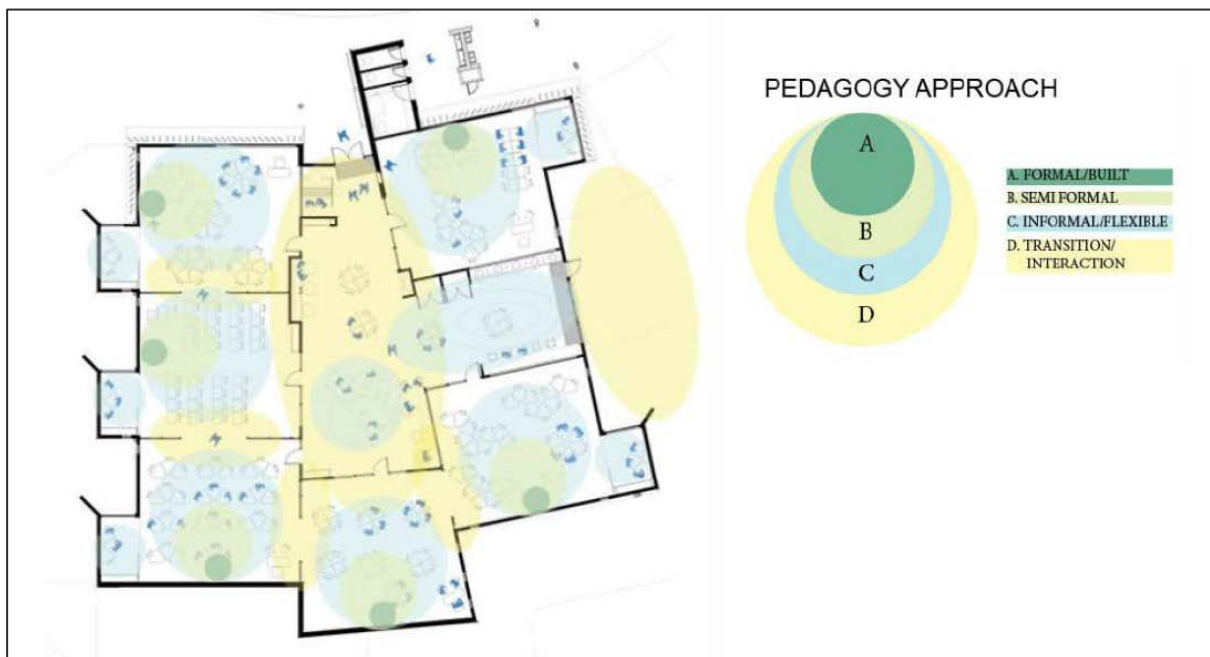 PEDAGOGY APPROACH
A
B
C
D
A. FORMAL/BUILT
B. SEMI FORMAL
C. INFORMAL/FLEXIBLE
D. TRANSITION/
INTERACTION